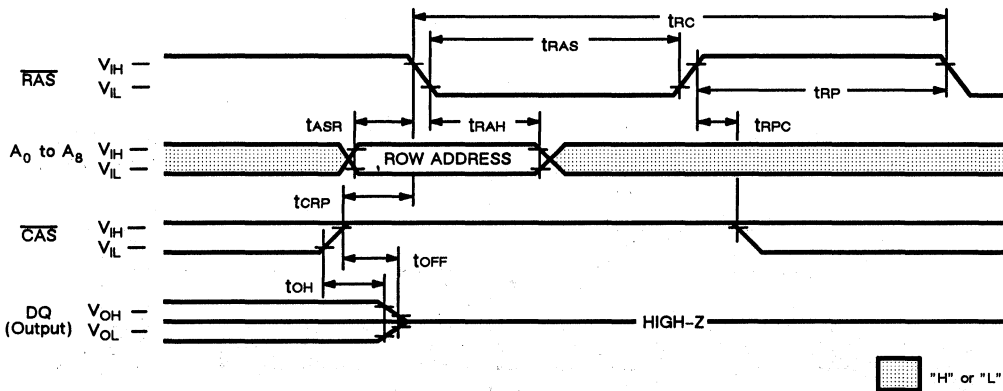 tRC
tRAS
RAS
VIH
VIL
tRP
tASR
tRAH
tRPC
A0 to A8
VIH
VIL
ROW ADDRESS
tCRP
CAS
VIH
VIL
tOFF
tOH
DQ
(Output)
VOH
VOL
HIGH-Z
"H" or "L"